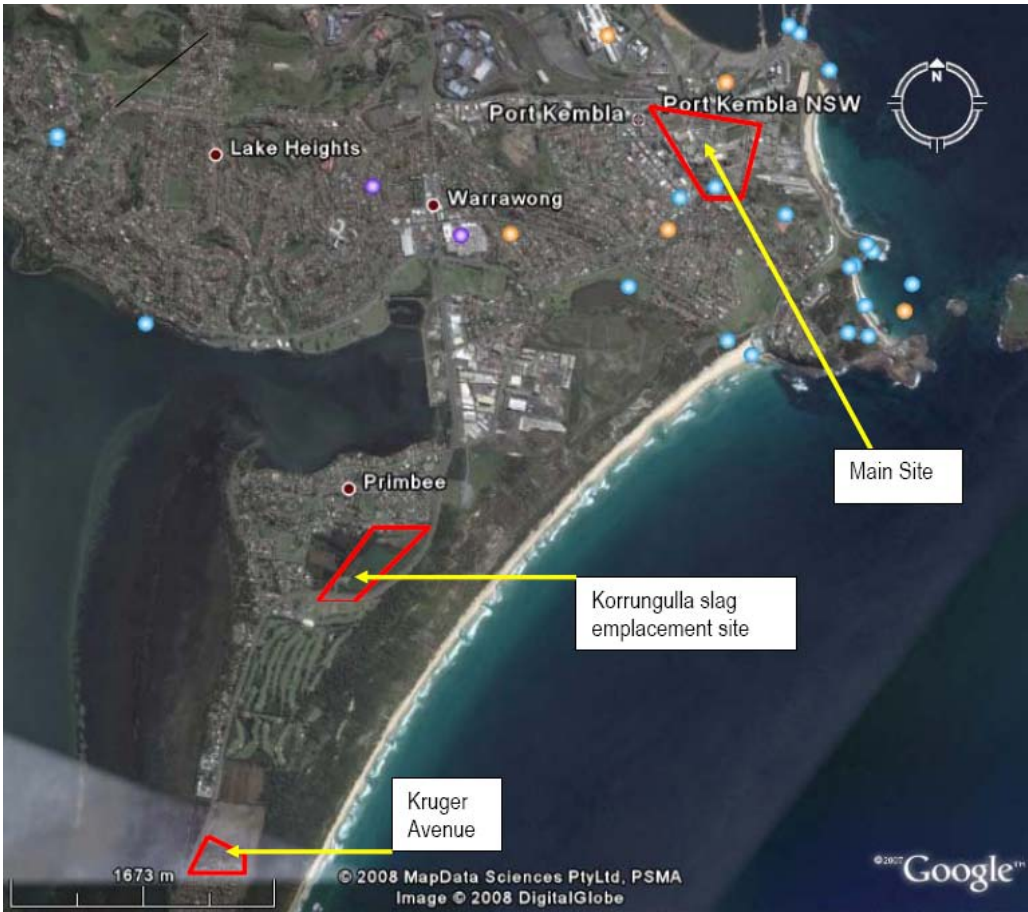 N
Port Kembla
Port Kembla NSW
Lake Heights
Warrawong
Main Site
Primbee
Korrungulla slag
emplacement site
Kruger
Avenue
1673 m
© 2008 MapData Sciences PtyLtd, PSMA
Image © 2008 DigitalGlobe
©2007 Google™